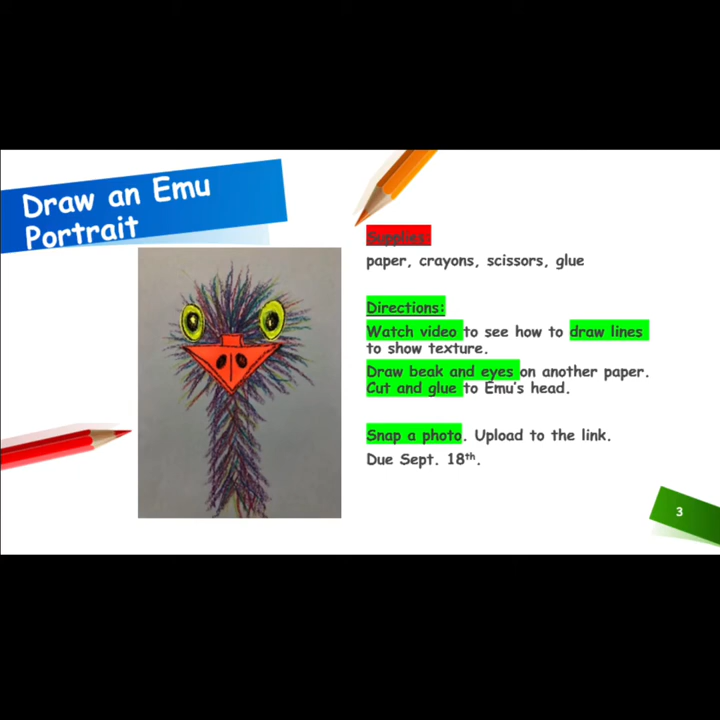 Draw an Emu
Portrait
Supplies:
paper, crayons, scissors, glue
Directions:
Watch video to see how to draw lines
to show texture.
Draw beak and eyes on another paper.
Cut and glue to Emu's head.
Snap a photo. Upload to the link.
Due Sept. 18th.
3